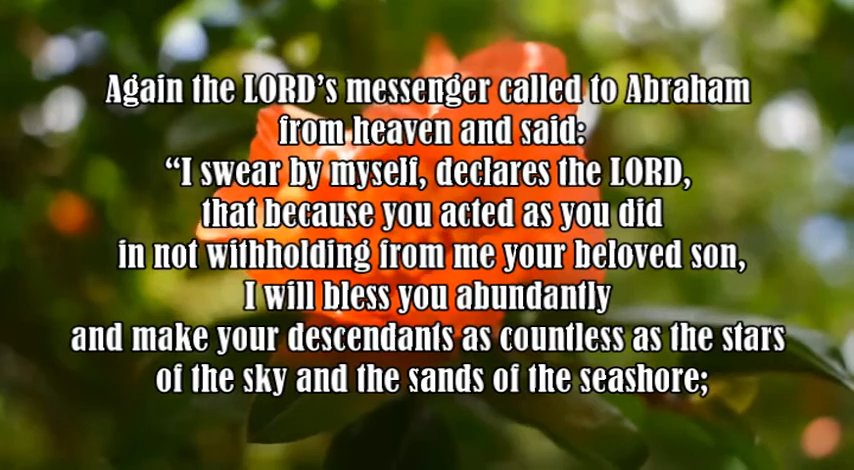 Again the LORD’s messenger called to Abraham
from heaven and said:
“I swear by myself, declares the LORD,
that because you acted as you did
in not withholding from me your beloved son,
I will bless you abundantly
and make your descendants as countless as the stars
of the sky and the sands of the seashore;